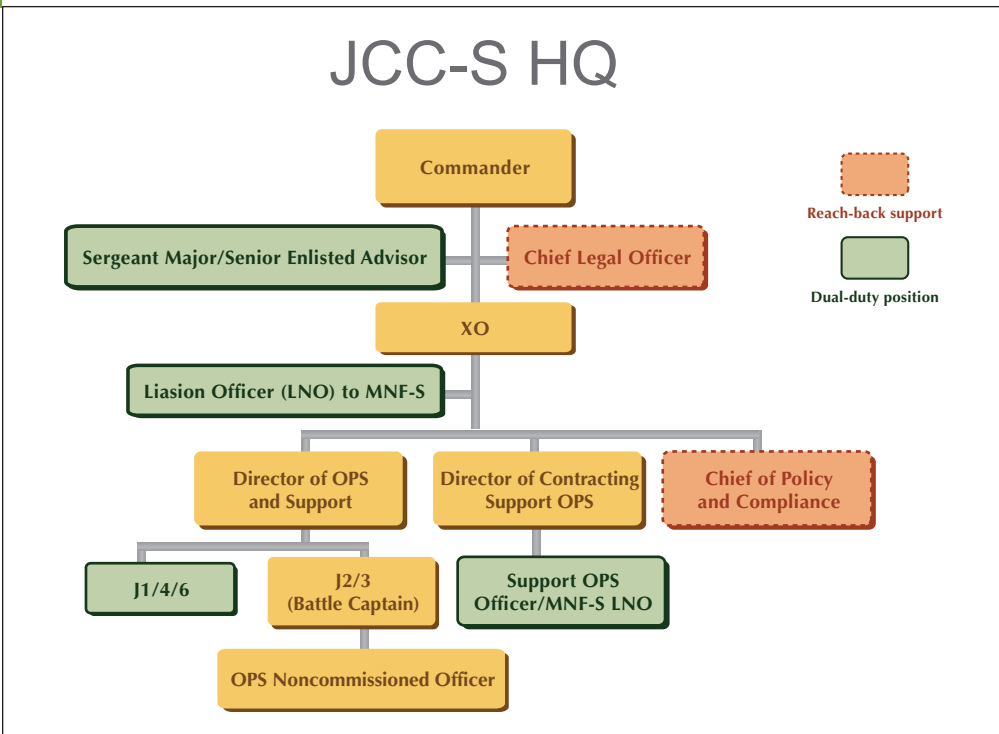 JCC-S HQ
Commander
Reach-back support
Dual-duty position
Sergeant Major/Senior Enlisted Advisor
Chief Legal Officer
XO
Liasion Officer (LNO) to MNF-S
Director of OPS
and Support
Director of Contracting
Support OPS
Chief of Policy
and Compliance
J1/4/6
J2/3
(Battle Captain)
Support OPS
Officer/MNF-S LNO
OPS Noncommissioned Officer